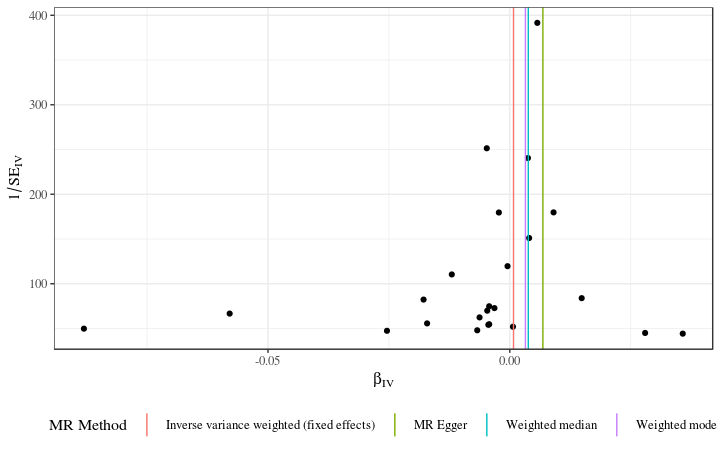 400
300
200
100
1/SE_IV
-0.05 0.00
β_IV
MR Method Inverse variance weighted (fixed effects) MR Egger Weighted median Weighted mode